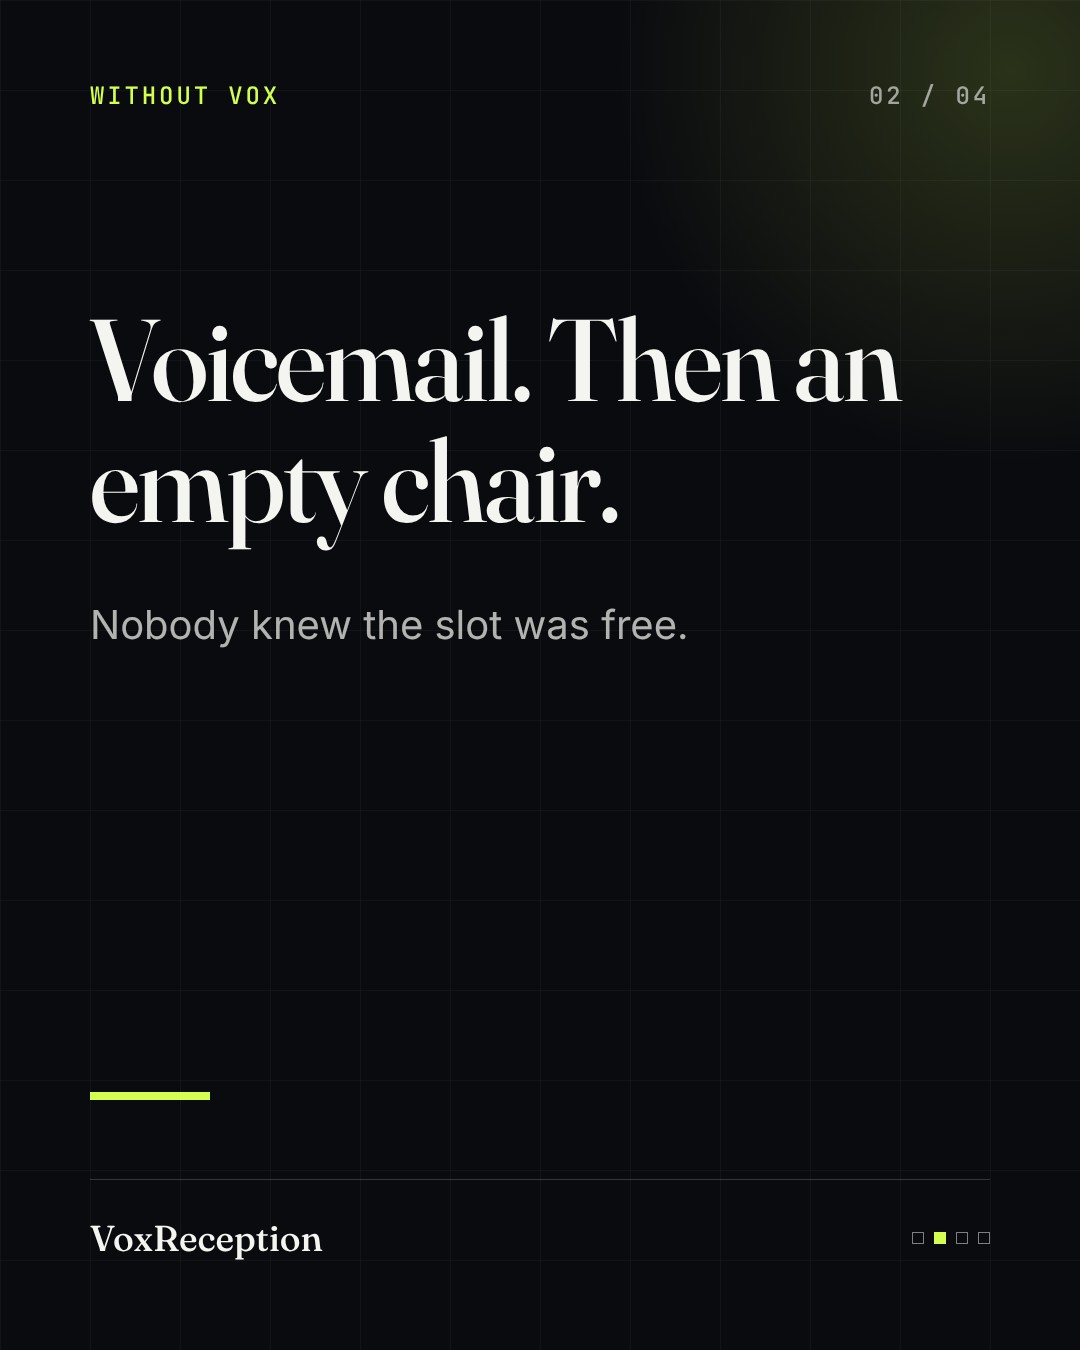 WITHOUT VOX
02 / 04
Voicemail. Then an
empty chair.
Nobody knew the slot was free.
VoxReception